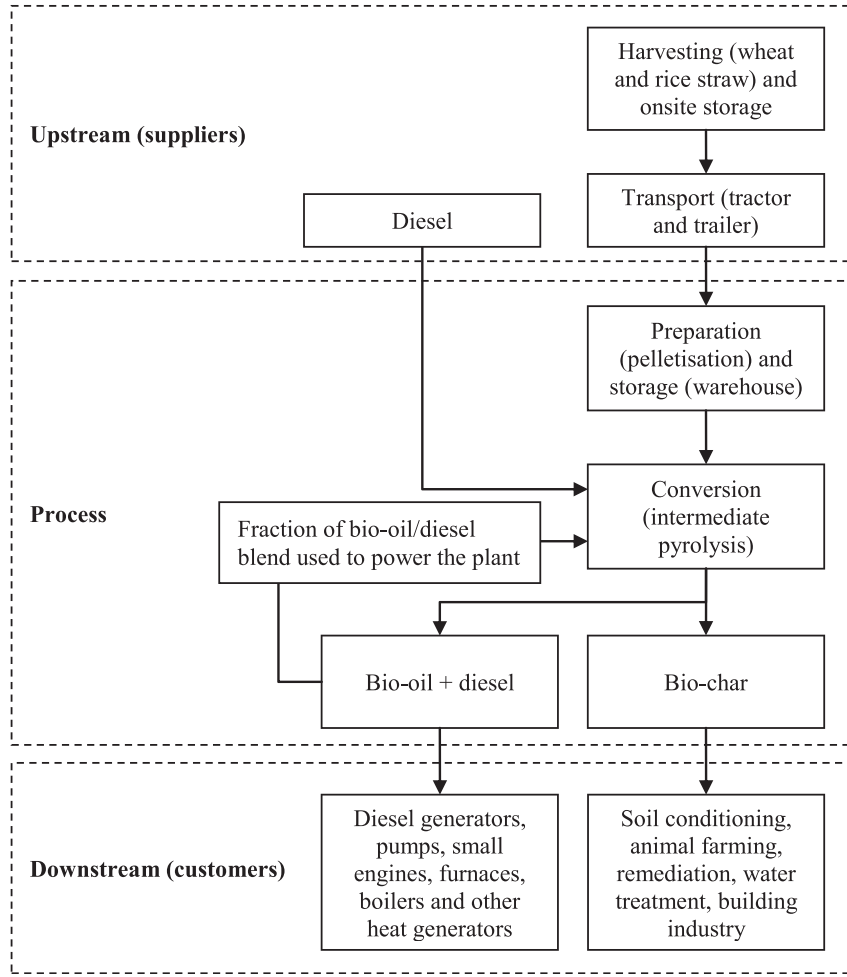 Harvesting (wheat
and rice straw) and
onsite storage
Upstream (suppliers)
Transport (tractor
and trailer)
Diesel
Preparation
(pelletisation) and
storage (warehouse)
Process
Conversion
(intermediate
pyrolysis)
Fraction of bio-oil/diesel
blend used to power the plant
Bio-oil + diesel
Bio-char
Downstream (customers)
Diesel generators,
pumps, small
engines, furnaces,
boilers and other
heat generators
Soil conditioning,
animal farming,
remediation, water
treatment, building
industry